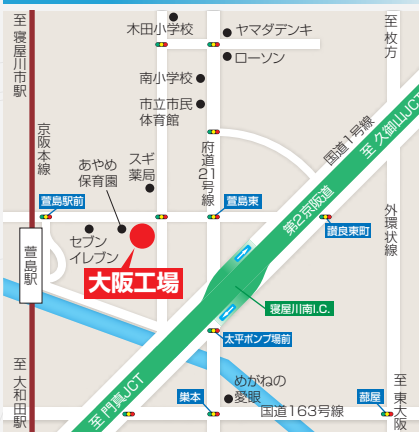 至 寝屋川市駅
木田小学校
ヤマダデンキ
ローソン
至 枚方
南小学校
市立市民
体育館
京阪本線
あやめ
保育園
スギ
薬局
府道21号線
国道1号線
至 久御山JCT
第2京阪道
萱島駅前
萱島東
讃良東町
外環状線
セブン
イレブン
萱島駅
大阪工場
寝屋川南I.C.
太平ポンプ場前
至 門真JCT
めがねの
愛眼
至 大和田駅
巣本
国道163号線
蔀屋
至 東大阪